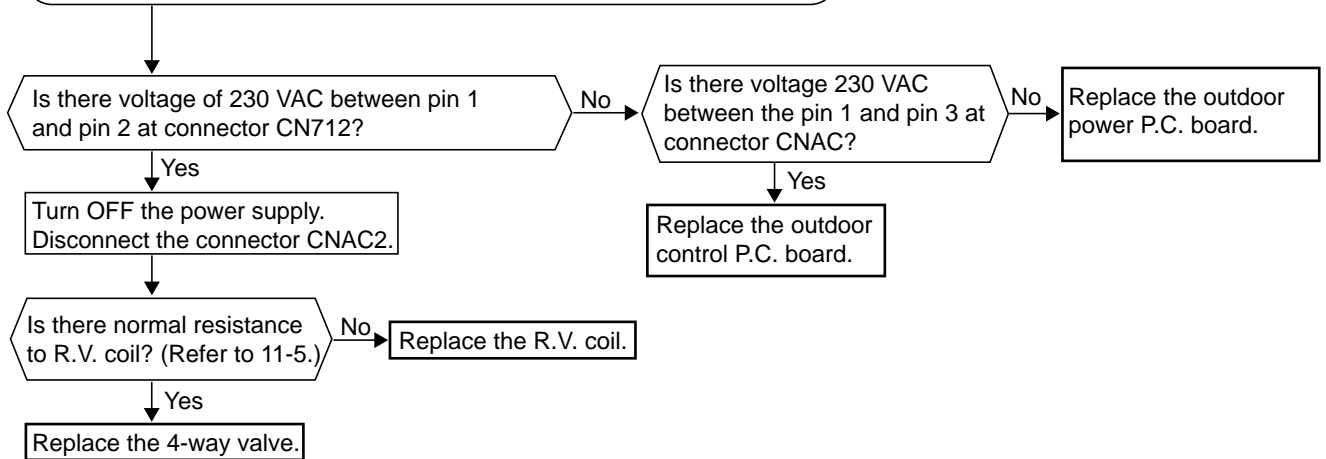 Is there voltage of 230 VAC between pin 1
and pin 2 at connector CN712?
No
Is there voltage 230 VAC
between the pin 1 and pin 3 at
connector CNAC?
No
Replace the outdoor
power P.C. board.
Yes
Replace the outdoor
control P.C. board.
Yes
Turn OFF the power supply.
Disconnect the connector CNAC2.
Is there normal resistance
to R.V. coil? (Refer to 11-5.)
No
Replace the R.V. coil.
Yes
Replace the 4-way valve.